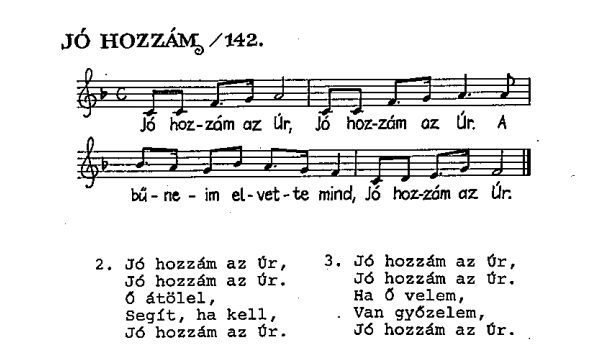 JÓ HOZZÁM /142.
Jó hoz-zám az Úr, Jó hoz-zám az Úr. A
bű-ne-im el-vet-te mind, Jó hoz-zám az Úr.
2. Jó hozzám az Úr,
Jó hozzám az Úr.
Ő átölel,
Segít, ha kell,
Jó hozzám az Úr.
3. Jó hozzám az Úr,
Jó hozzám az Úr.
Ha Ő velem,
Van győzelem,
Jó hozzám az Úr.